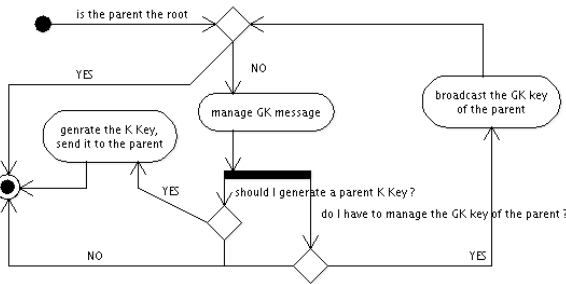 is the parent the root
YES
NO
broadcast the GK key
of the parent
manage GK message
genrate the K Key,
send it to the parent
YES
should I generate a parent K Key ?
do I have to manage the GK key of the parent ?
NO
YES